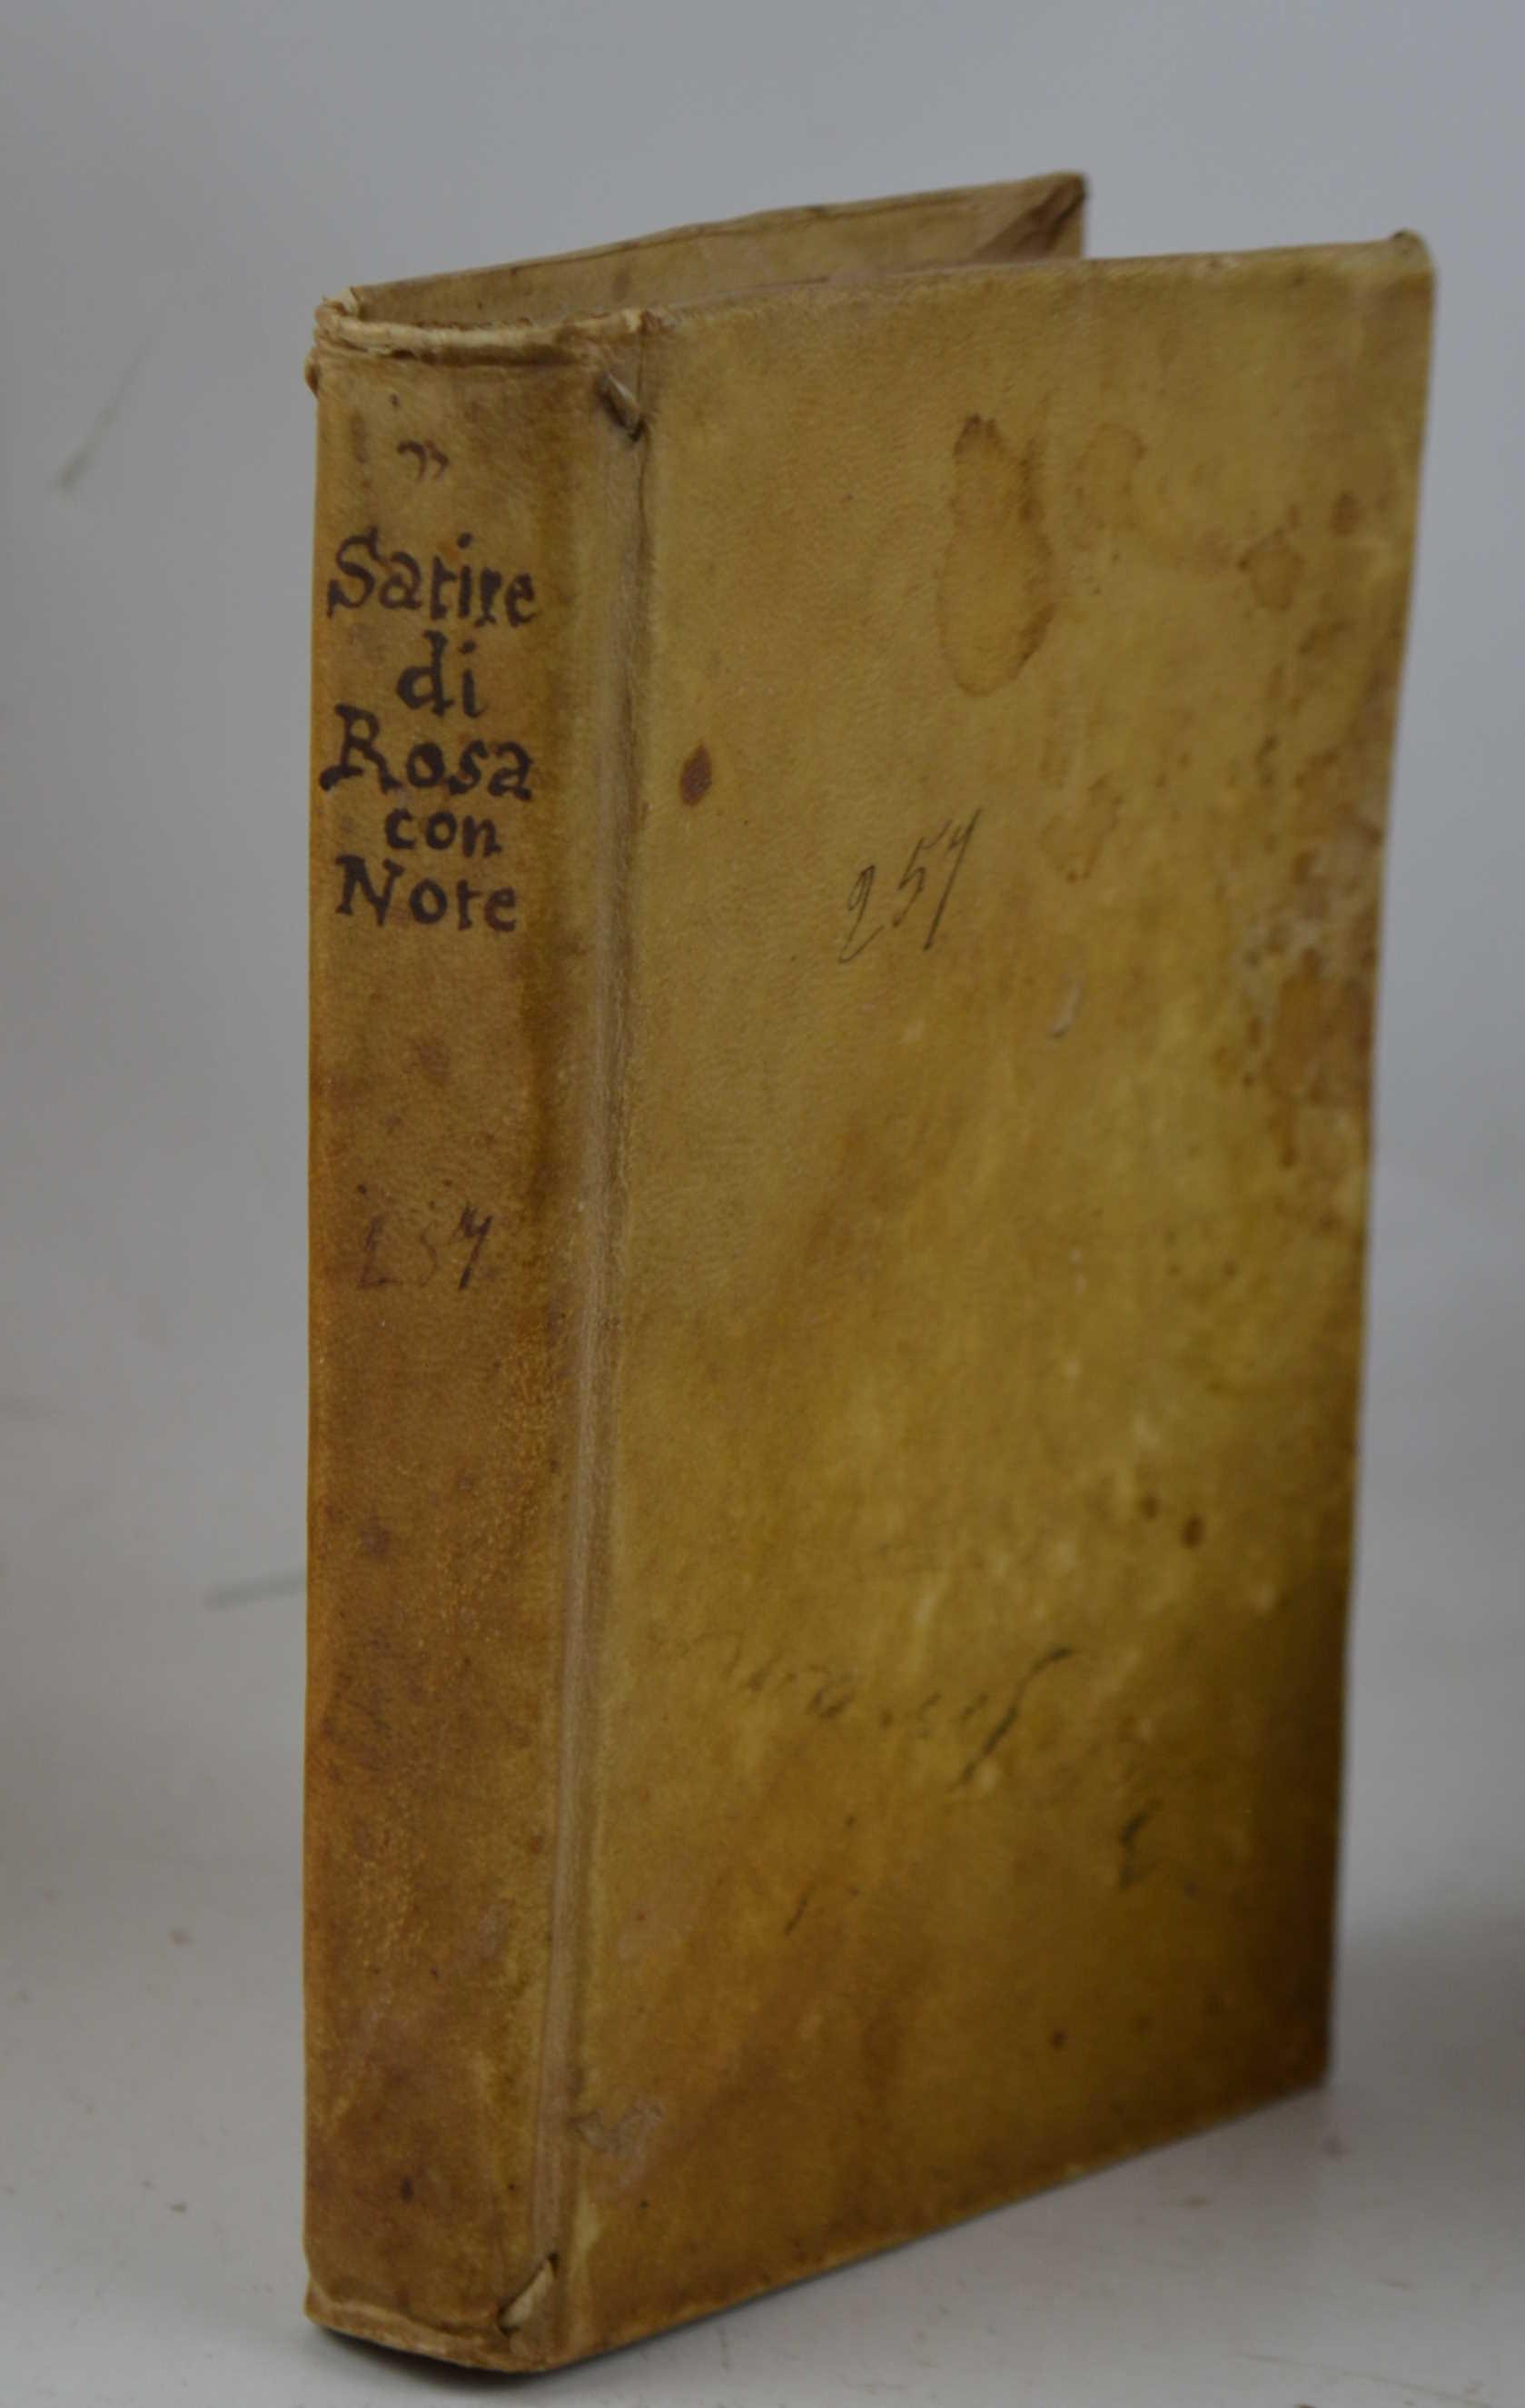 Satire
di
Rosa
con
Note
257
257